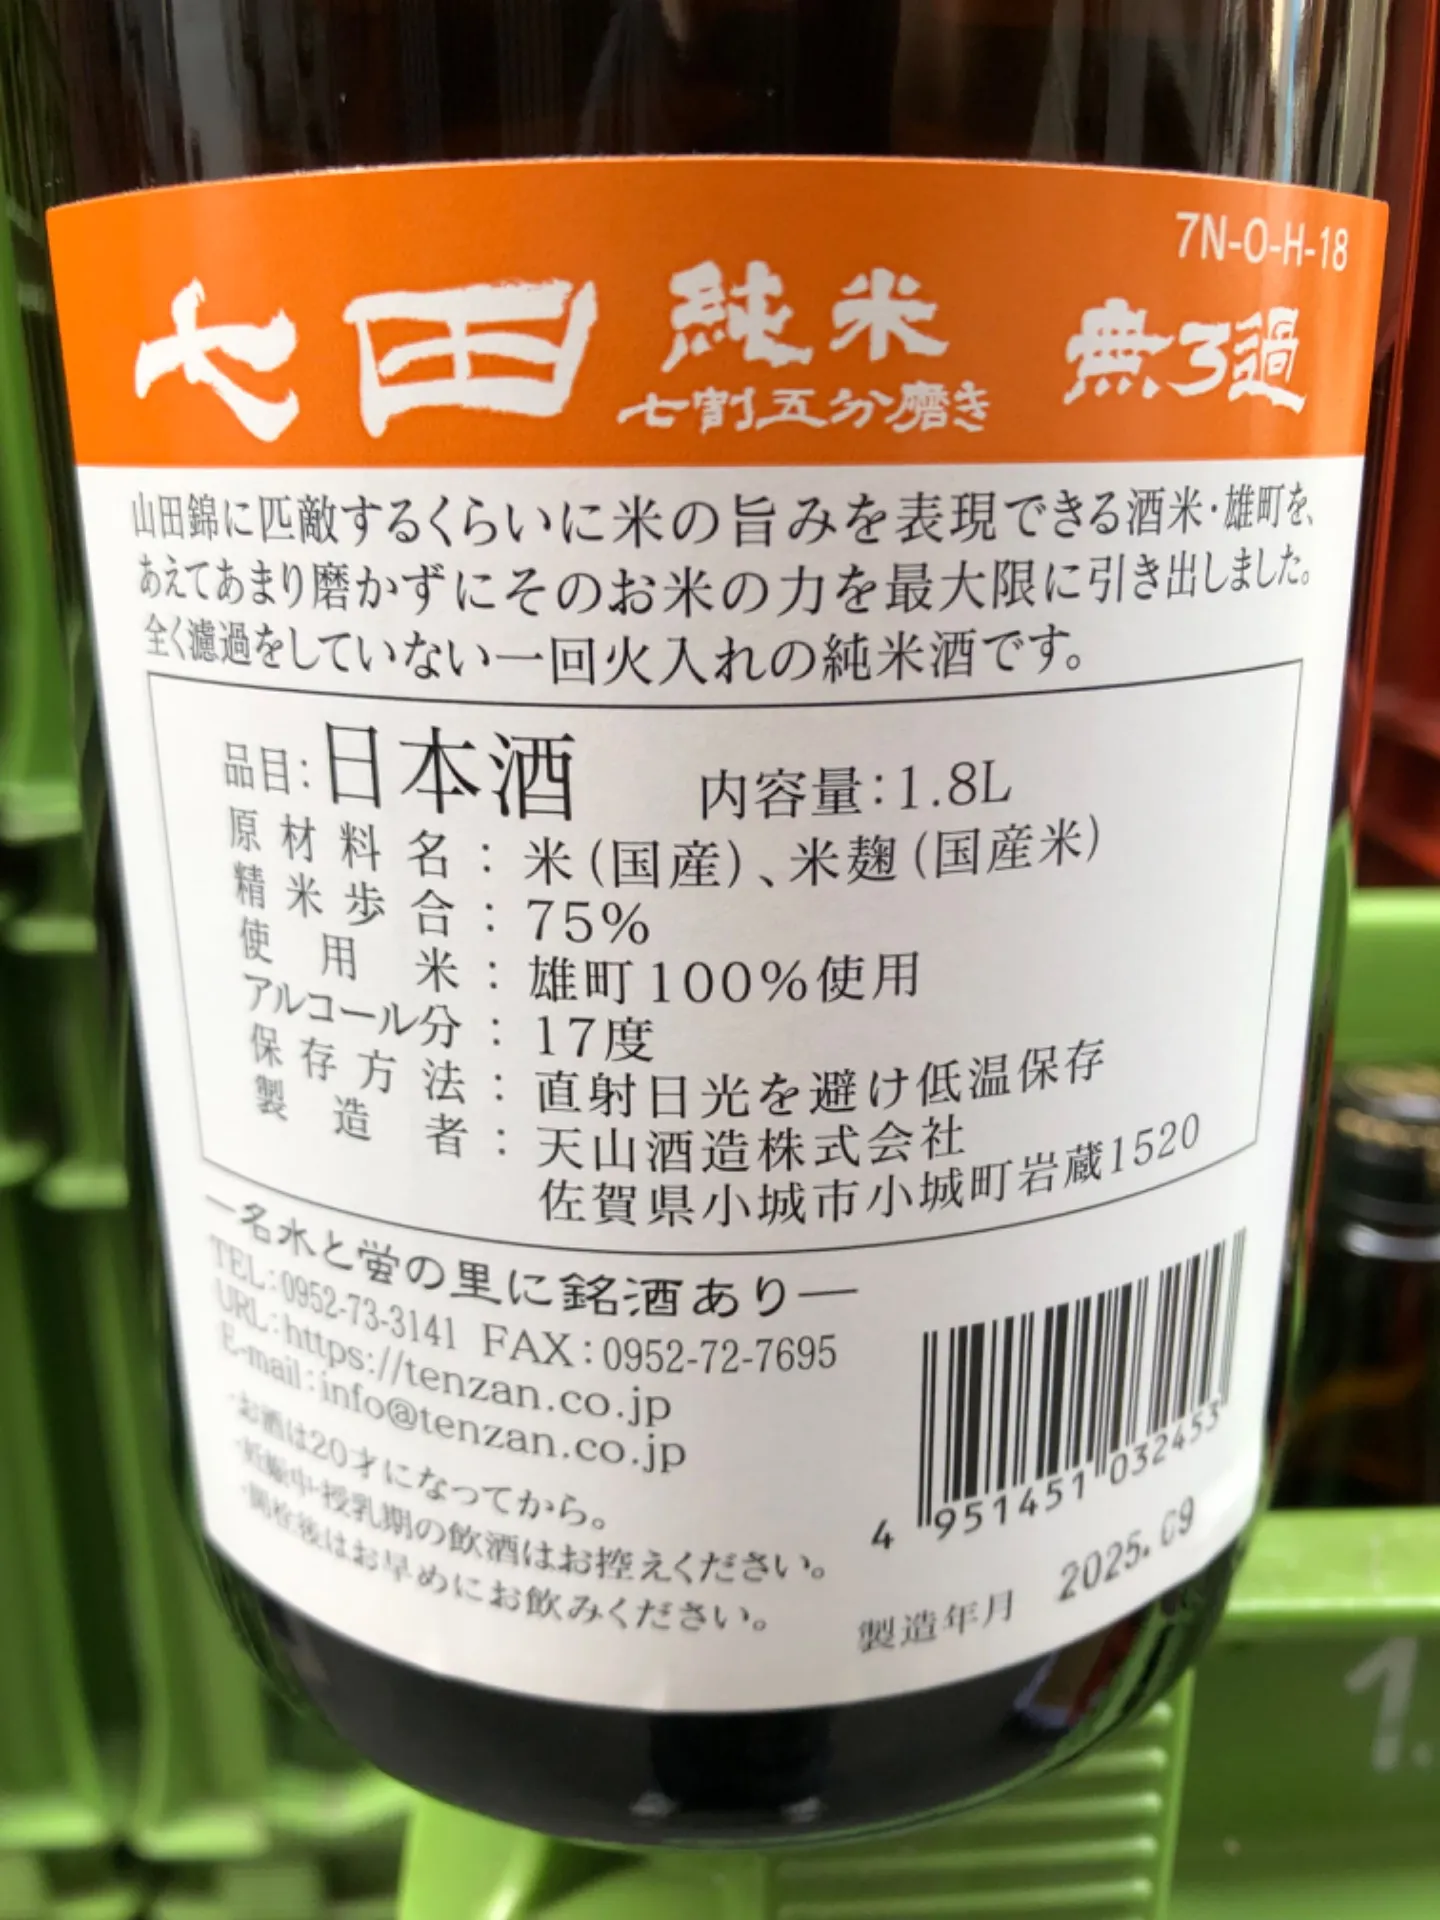 7N-O-H-18
七田 純米 無ろ過
七割五分磨き
山田錦に匹敵するくらいに米の旨みを表現できる酒米・雄町を、
あえてあまり磨かずにそのお米の力を最大限に引き出しました。
全く濾過をしていない一回火入れの純米酒です。
品目:日本酒 内容量:1.8L
原材料名:米(国産)、米麹(国産米)
精米歩合:75%
使用米:雄町100%使用
アルコール分:17度
保存方法:直射日光を避け低温保存
製造者:天山酒造株式会社
佐賀県小城市小城町岩蔵1520
―名水と蛍の里に銘酒あり―
TEL:0952-73-3141 FAX:0952-72-7695
URL:https://tenzan.co.jp
E-mail:info@tenzan.co.jp
・お酒は20才になってから。
・妊娠中・授乳期の飲酒はお控えください。
・開栓後はお早めにお飲みください。
4 951451 032453
製造年月 2025.09
1.